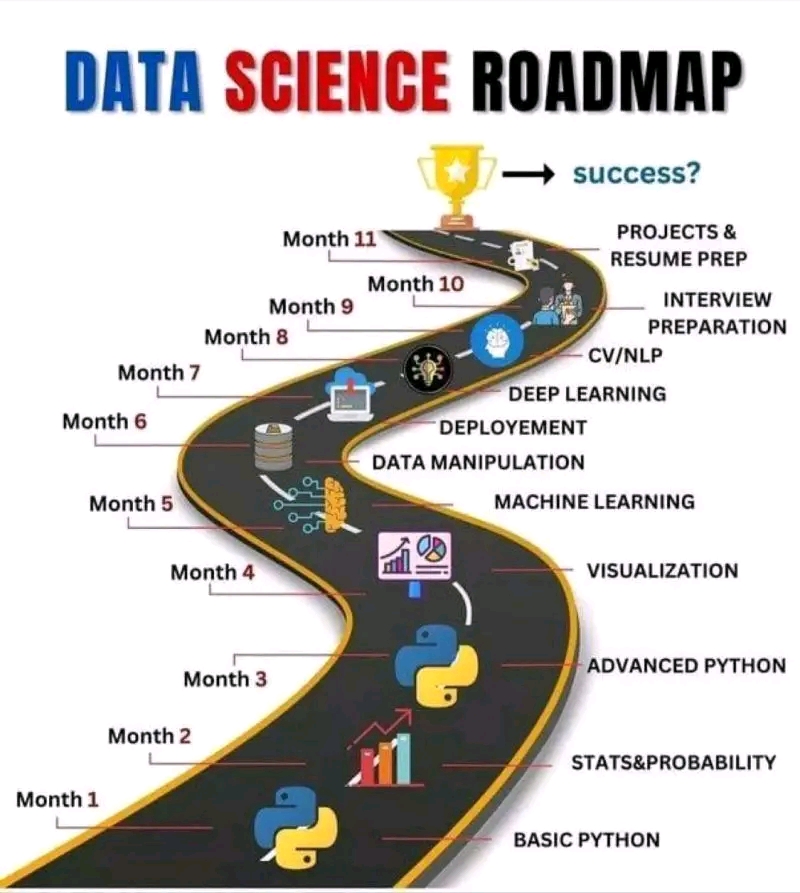 DATA SCIENCE ROADMAP
success?
Month 11
PROJECTS &
RESUME PREP
Month 10
INTERVIEW
PREPARATION
Month 9
CV/NLP
Month 8
DEEP LEARNING
Month 7
DEPLOYEMENT
Month 6
DATA MANIPULATION
Month 5
MACHINE LEARNING
Month 4
VISUALIZATION
Month 3
ADVANCED PYTHON
Month 2
STATS&PROBABILITY
Month 1
BASIC PYTHON